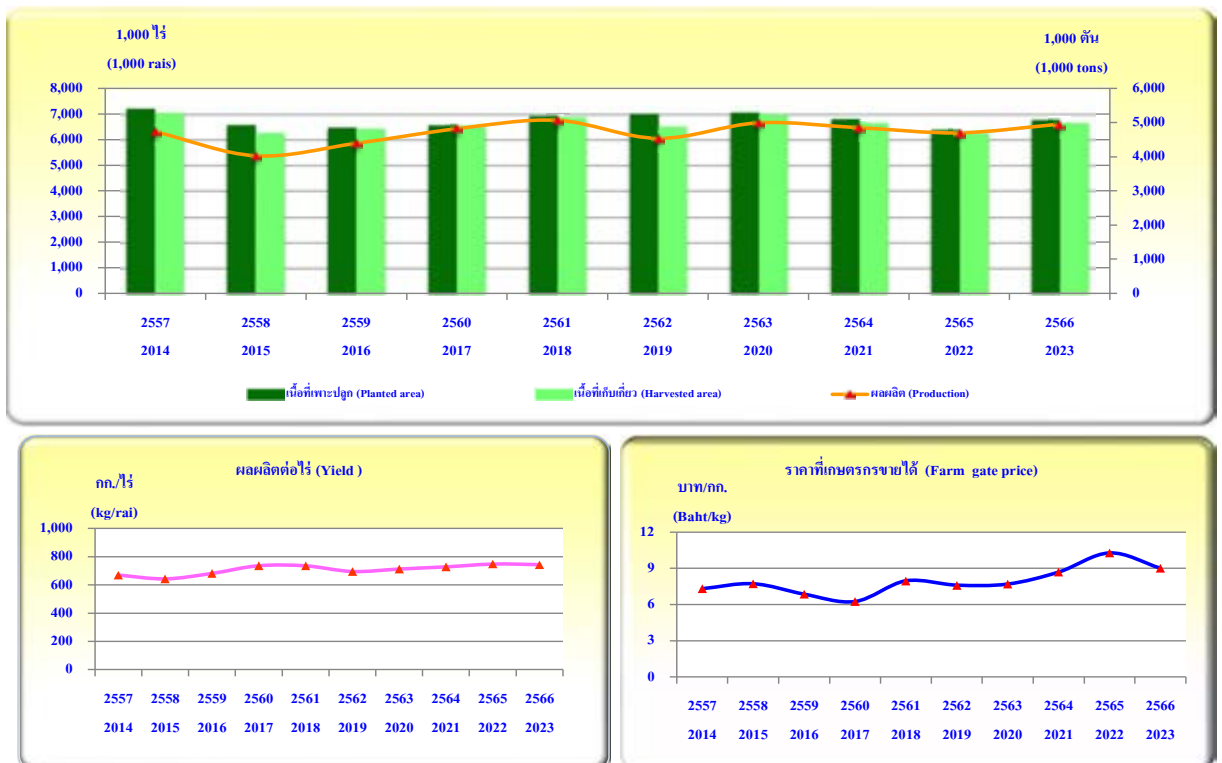 1,000 ไร่
(1,000 rais)
1,000 ตัน
(1,000 tons)
8,000
7,000
6,000
5,000
4,000
3,000
2,000
1,000
0
6,000
5,000
4,000
3,000
2,000
1,000
0
2557 2558 2559 2560 2561 2562 2563 2564 2565 2566
2014 2015 2016 2017 2018 2019 2020 2021 2022 2023
เนื้อที่เพาะปลูก (Planted area) เนื้อที่เก็บเกี่ยว (Harvested area) ผลผลิต (Production)
ผลผลิตต่อไร่ (Yield )
กก./ไร่
(kg/rai)
1,000
800
600
400
200
0
2557 2558 2559 2560 2561 2562 2563 2564 2565 2566
2014 2015 2016 2017 2018 2019 2020 2021 2022 2023
ราคาที่เกษตรกรขายได้ (Farm gate price)
บาท/กก.
(Baht/kg)
12
9
6
3
0
2557 2558 2559 2560 2561 2562 2563 2564 2565 2566
2014 2015 2016 2017 2018 2019 2020 2021 2022 2023